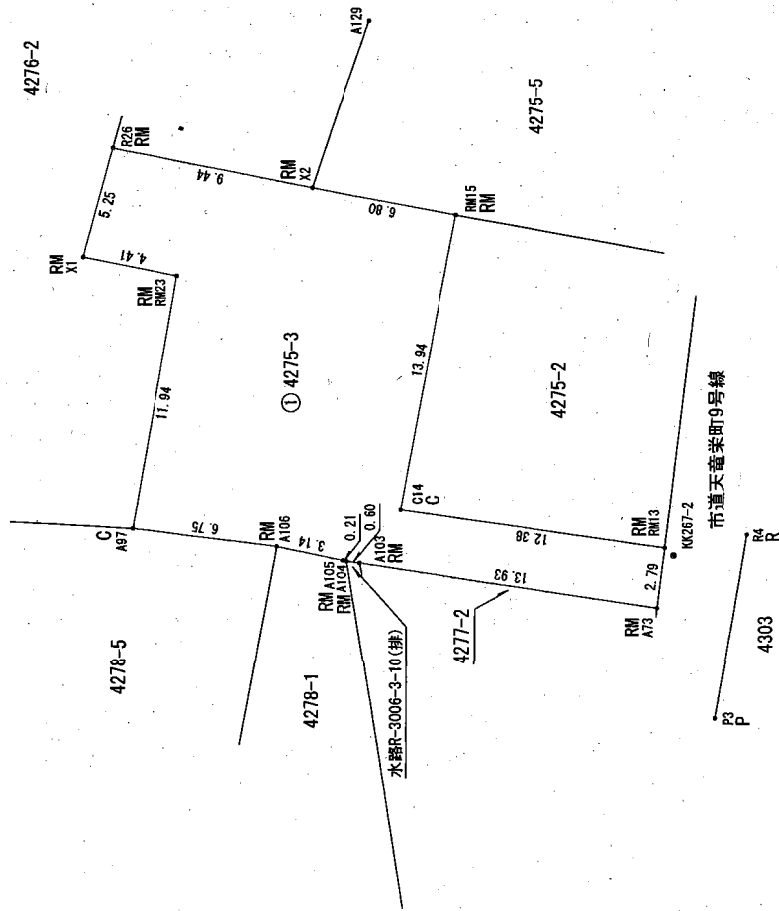 A129
4276-2
R26
RM
5.25
9.44
RM
X2
4275-5
RM
X1
4.41
RM
RM23
6.80
RM15
RM
11.94
① 4275-3
13.94
4275-2
C
A97
6.75
RM
A106
3.14
0.21
0.60
RM A105
RM A104
A103
RM
C14
C
12.38
RM
RM13
KK267-2
市道天竜栄町9号線
4278-5
4278-1
水路R-3006-3-10(排)
13.93
4277-2
2.79
RM
A73
R4
R
P3
P
4303